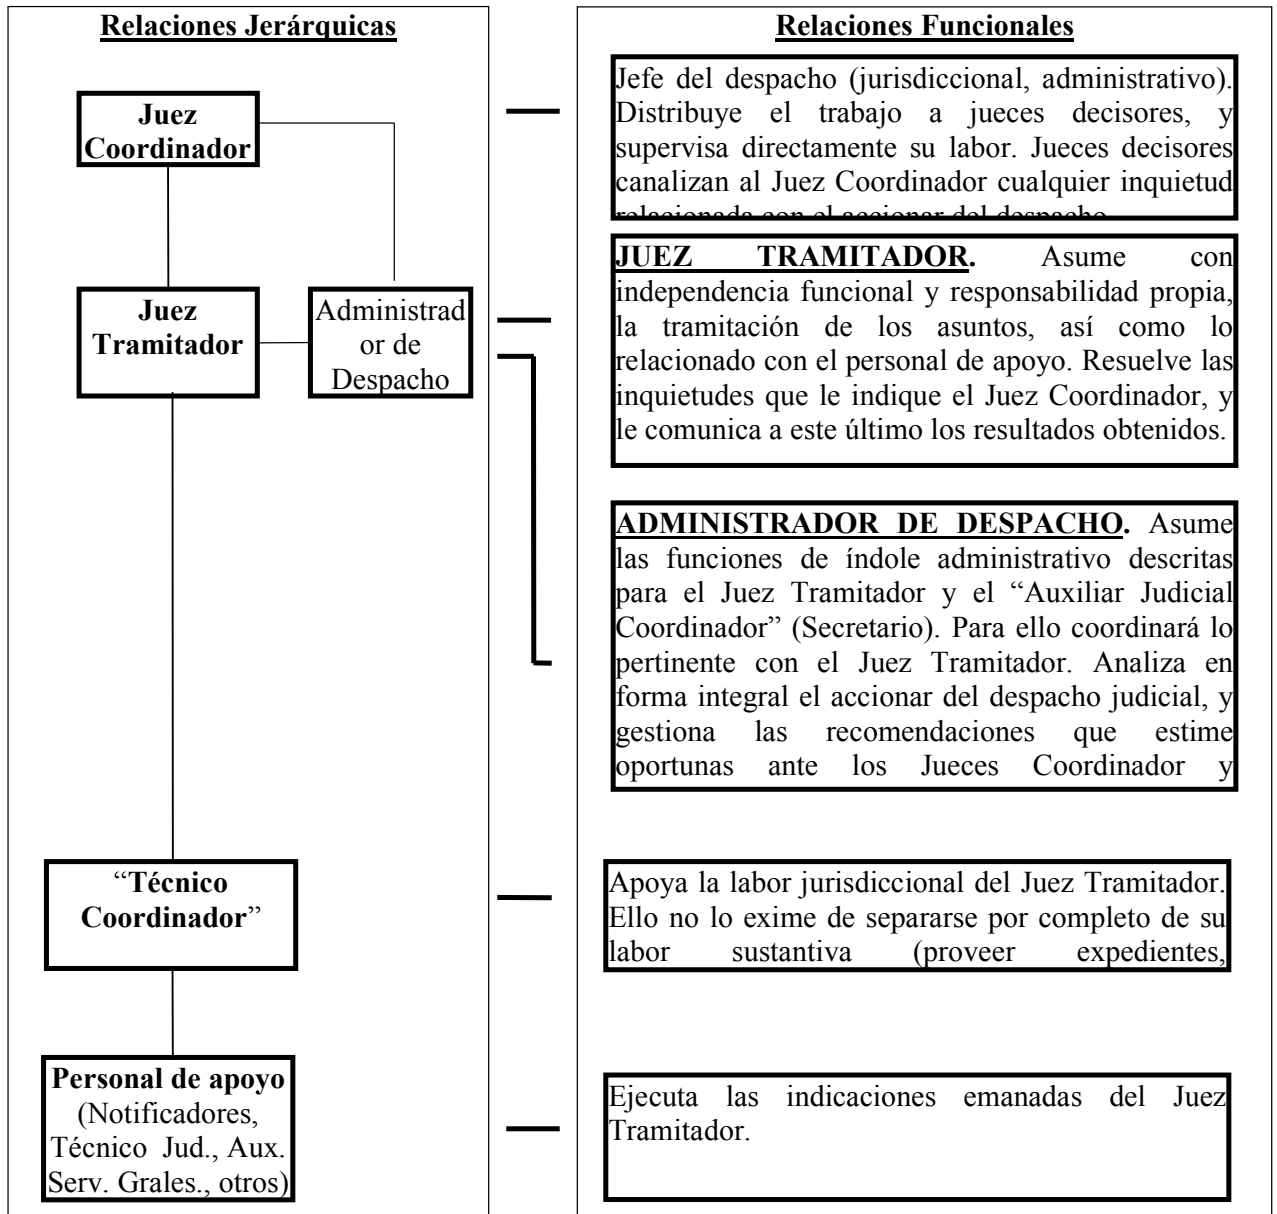 Relaciones Jerárquicas
Juez
Coordinador
Juez
Tramitador
Administrad
or de
Despacho
“Técnico
Coordinador”
Personal de apoyo
(Notificadores,
Técnico Jud., Aux.
Serv. Grales., otros)
Relaciones Funcionales
Jefe del despacho (jurisdiccional, administrativo).
Distribuye el trabajo a jueces decisores, y
supervisa directamente su labor. Jueces decisores
canalizan al Juez Coordinador cualquier inquietud
relacionada con el accionar del despacho
JUEZ TRAMITADOR. Asume con
independencia funcional y responsabilidad propia,
la tramitación de los asuntos, así como lo
relacionado con el personal de apoyo. Resuelve las
inquietudes que le indique el Juez Coordinador, y
le comunica a este último los resultados obtenidos.
ADMINISTRADOR DE DESPACHO. Asume
las funciones de índole administrativo descritas
para el Juez Tramitador y el “Auxiliar Judicial
Coordinador” (Secretario). Para ello coordinará lo
pertinente con el Juez Tramitador. Analiza en
forma integral el accionar del despacho judicial, y
gestiona las recomendaciones que estime
oportunas ante los Jueces Coordinador y
Apoya la labor jurisdiccional del Juez Tramitador.
Ello no lo exime de separarse por completo de su
labor sustantiva (proveer expedientes,
Ejecuta las indicaciones emanadas del Juez
Tramitador.